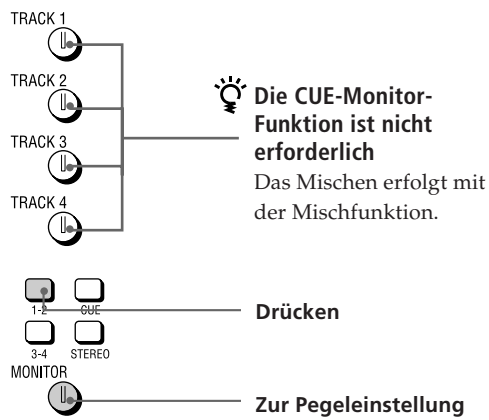 TRACK 1
TRACK 2
TRACK 3
TRACK 4
Die CUE-Monitor-
Funktion ist nicht
erforderlich
Das Mischen erfolgt mit
der Mischfunktion.
1-2 CUE
Drücken
3-4 STEREO
MONITOR
Zur Pegeleinstellung